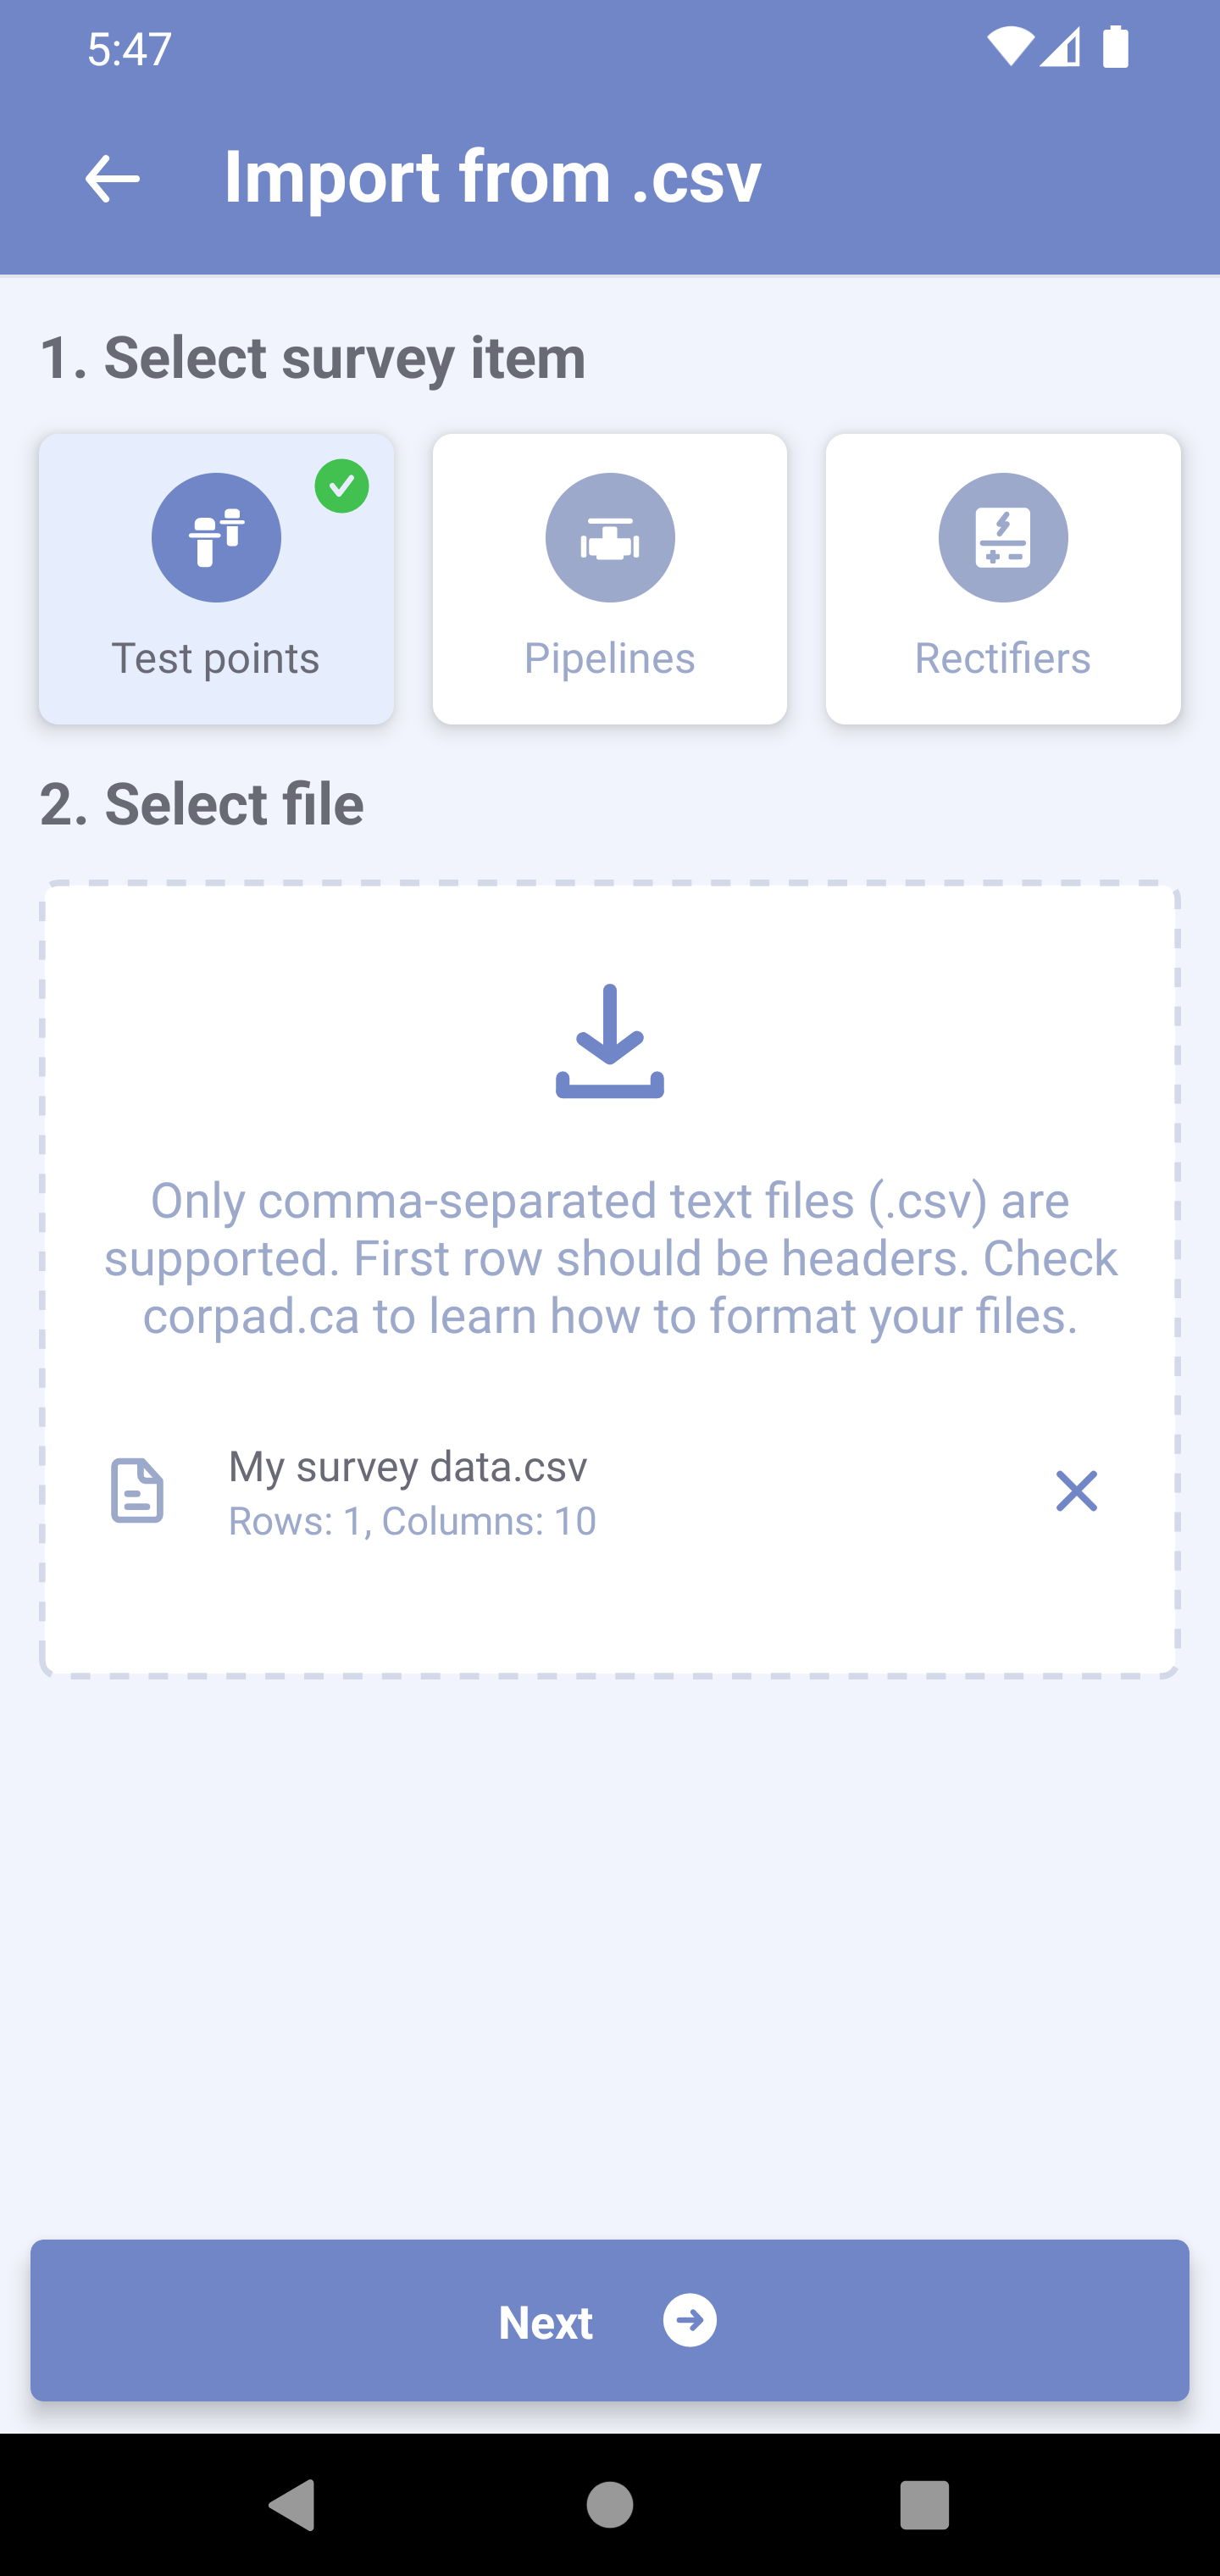 5:47
Import from .csv
1. Select survey item
Test points
Pipelines
Rectifiers
2. Select file
Only comma-separated text files (.csv) are
supported. First row should be headers. Check
corpad.ca to learn how to format your files.
My survey data.csv
Rows: 1, Columns: 10
Next